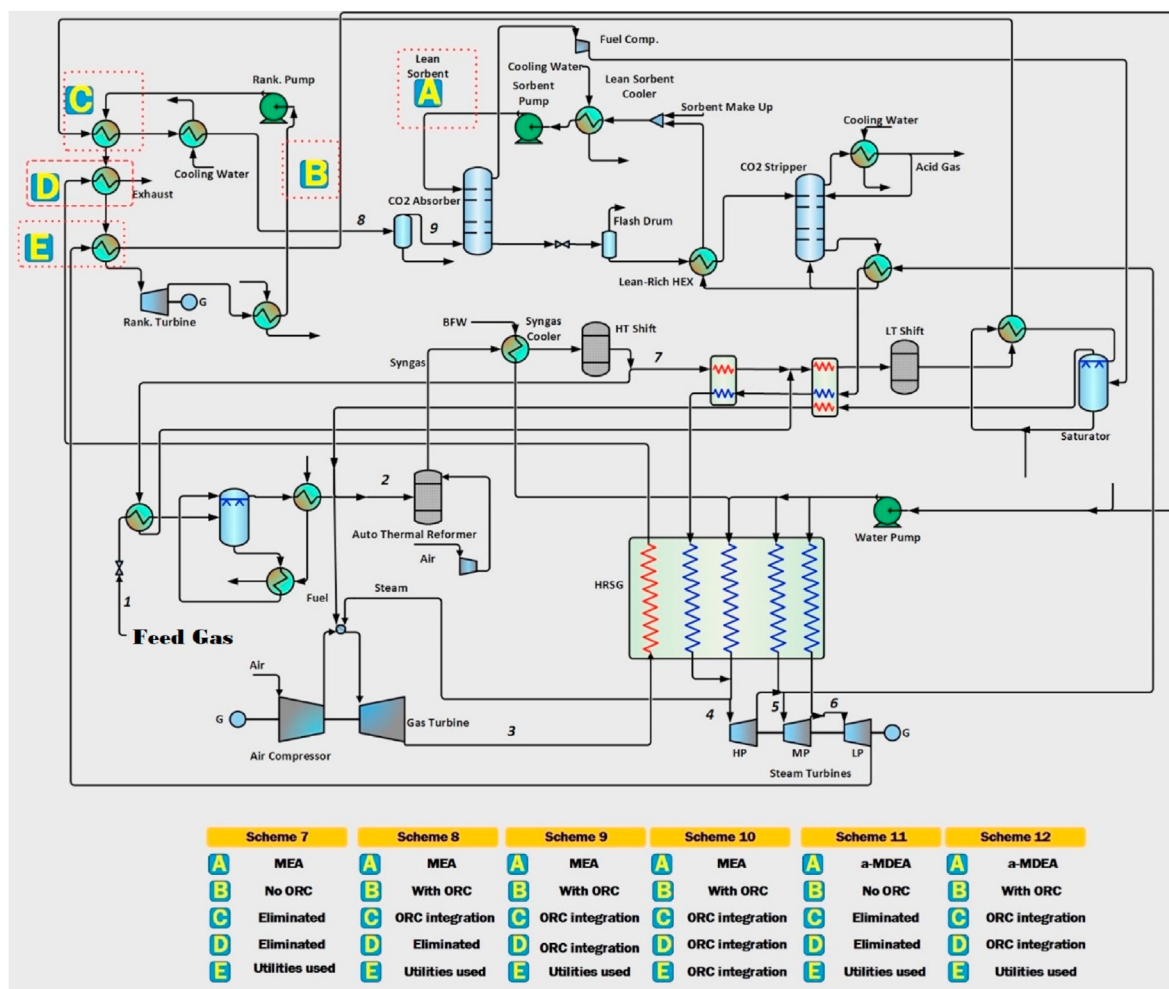 Fuel Comp.
Lean
Sorbent
A
Cooling Water
Sorbent
Pump
Lean Sorbent
Cooler
Sorbent Make Up
Rank. Pump
C
Cooling Water
CO2 Stripper
Acid Gas
B
Cooling Water
D
Exhaust
CO2 Absorber
8
9
Flash Drum
E
Lean-Rich HEX
G
Rank. Turbine
BFW
Syngas
Cooler
HT Shift
LT Shift
Syngas
7
Saturator
2
Auto Thermal Reformer
Water Pump
Air
1
Fuel
Steam
HRSG
Feed Gas
Air
G
Gas Turbine
3
4
5
6
G
Air Compressor
HP
MP
LP
Steam Turbines
Scheme 7 Scheme 8 Scheme 9 Scheme 10 Scheme 11 Scheme 12
A MEA A MEA A MEA A MEA A a-MDEA A a-MDEA
B No ORC B With ORC B With ORC B With ORC B No ORC B With ORC
C Eliminated C ORC integration C ORC integration C ORC integration C Eliminated C ORC integration
D Eliminated D Eliminated D ORC integration D ORC integration D Eliminated D ORC integration
E Utilities used E Utilities used E Utilities used E ORC integration E Utilities used E Utilities used